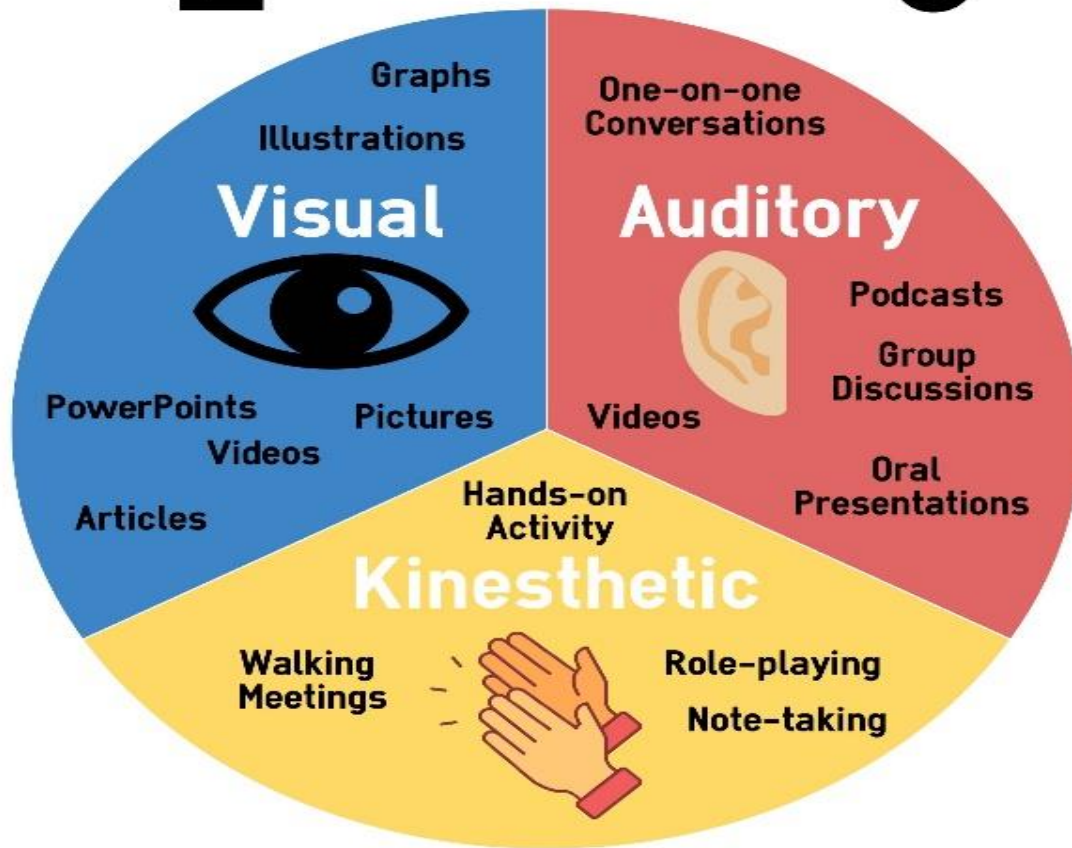 Graphs
Illustrations
Visual
PowerPoints
Pictures
Videos
Articles
One-on-one
Conversations
Auditory
Podcasts
Group
Discussions
Videos
Oral
Presentations
Hands-on
Activity
Kinesthetic
Walking
Meetings
Role-playing
Note-taking